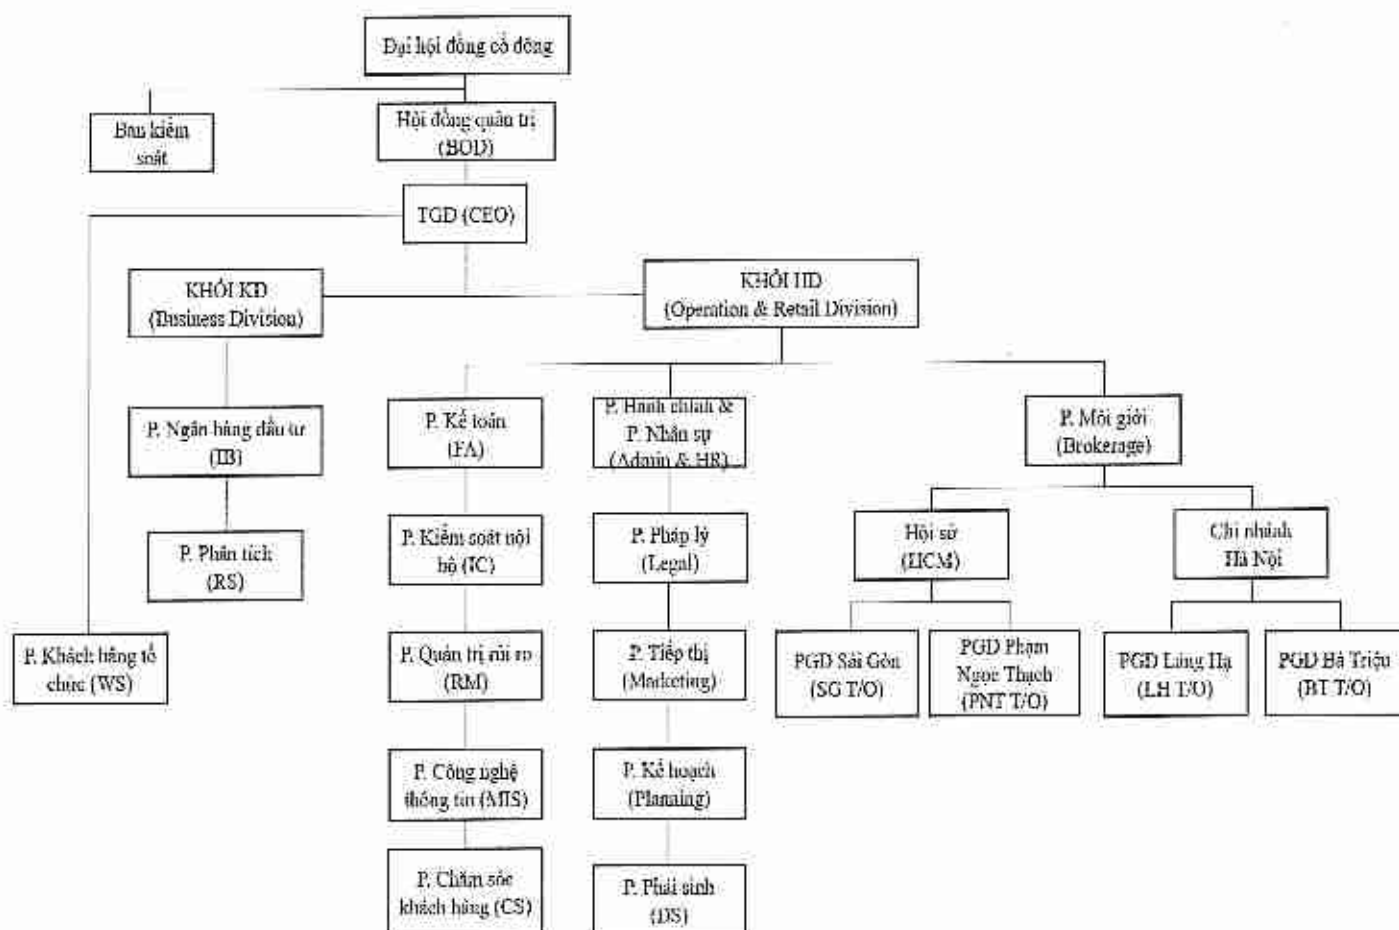 Đại hội đồng cổ đông
Ban kiểm
soát
Hội đồng quản trị
(BOD)
TGD (CEO)
KHỐI KD
(Business Division)
KHỐI HD
(Operation & Retail Division)
P. Ngân hàng đầu tư
(IB)
P. Phân tích
(RS)
P. Khách hàng tổ
chức (WS)
P. Kế toán
(FA)
P. Kiểm soát nội
bộ (IC)
P. Quản trị rủi ro
(RM)
P. Công nghệ
thông tin (MIS)
P. Chăm sóc
khách hàng (CS)
P. Hành chính &
P. Nhân sự
(Admin & HR)
P. Pháp lý
(Legal)
P. Tiếp thị
(Marketing)
P. Kế hoạch
(Planning)
P. Phái sinh
(DS)
P. Môi giới
(Brokerage)
Hội sở
(HCM)
Chi nhánh
Hà Nội
PGD Sài Gòn
(SG T/O)
PGD Phạm
Ngọc Thạch
(PNT T/O)
PGD Láng Hạ
(LH T/O)
PGD Bà Triệu
(BT T/O)